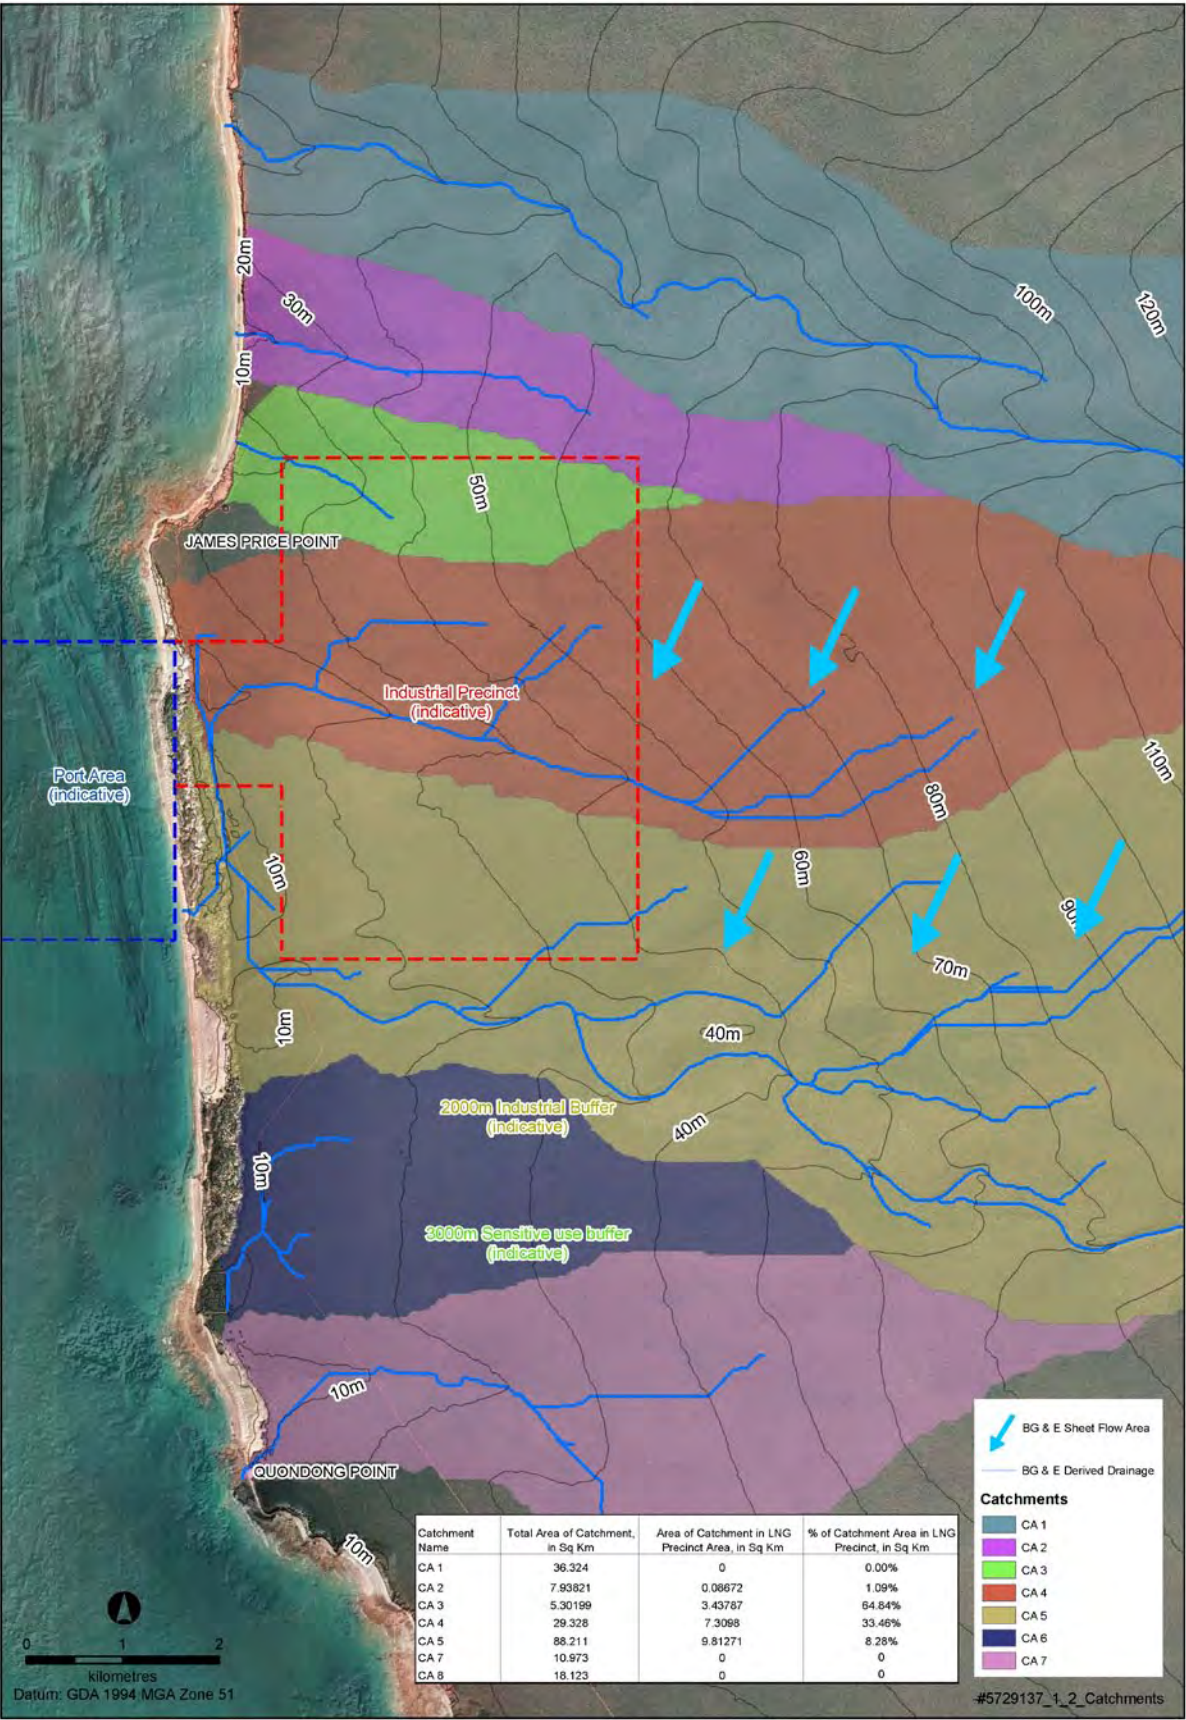 20m
30m
10m
100m
120m
50m
JAMES PRICE POINT
Industrial Precinct
(indicative)
Port Area
(indicative)
110m
80m
60m
10m
90m
70m
40m
10m
2000m Industrial Buffer
(indicative)
40m
10m
3000m Sensitive use buffer
(indicative)
10m
QUONDONG POINT
10m
BG & E Sheet Flow Area
BG & E Derived Drainage
Catchments
CA 1
CA 2
CA 3
CA 4
CA 5
CA 6
CA 7
Catchment Name Total Area of Catchment, in Sq Km Area of Catchment in LNG Precinct Area, in Sq Km % of Catchment Area in LNG Precinct, in Sq Km
CA 1 36.324 0 0.00%
CA 2 7.93821 0.08672 1.09%
CA 3 5.30199 3.43787 64.84%
CA 4 29.328 7.3098 33.46%
CA 5 88.211 9.81271 8.28%
CA 7 10.973 0 0
CA 8 18.123 0 0
0 1 2
kilometres
Datum: GDA 1994 MGA Zone 51
#5729137_1_2_Catchments